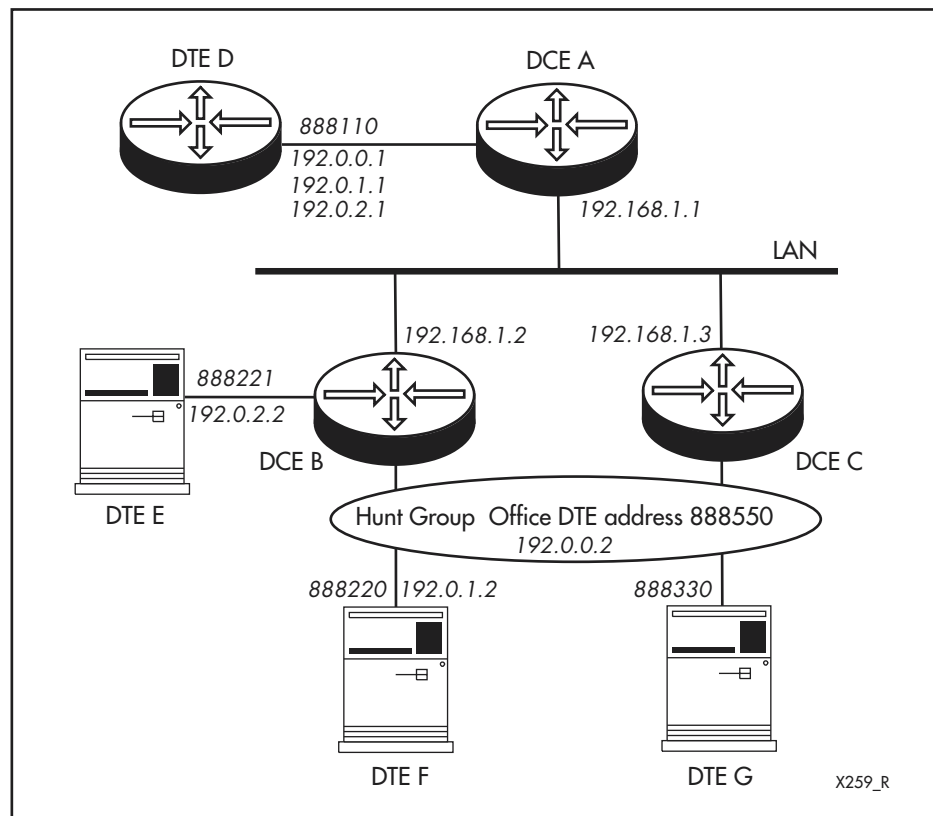 DTE D
DCE A
888110
192.0.0.1
192.0.1.1
192.0.2.1
192.168.1.1
LAN
192.168.1.2
192.168.1.3
888221
192.0.2.2
DCE B
DCE C
DTE E
Hunt Group Office DTE address 888550
192.0.0.2
888220 192.0.1.2
888330
DTE F
DTE G
X259_R